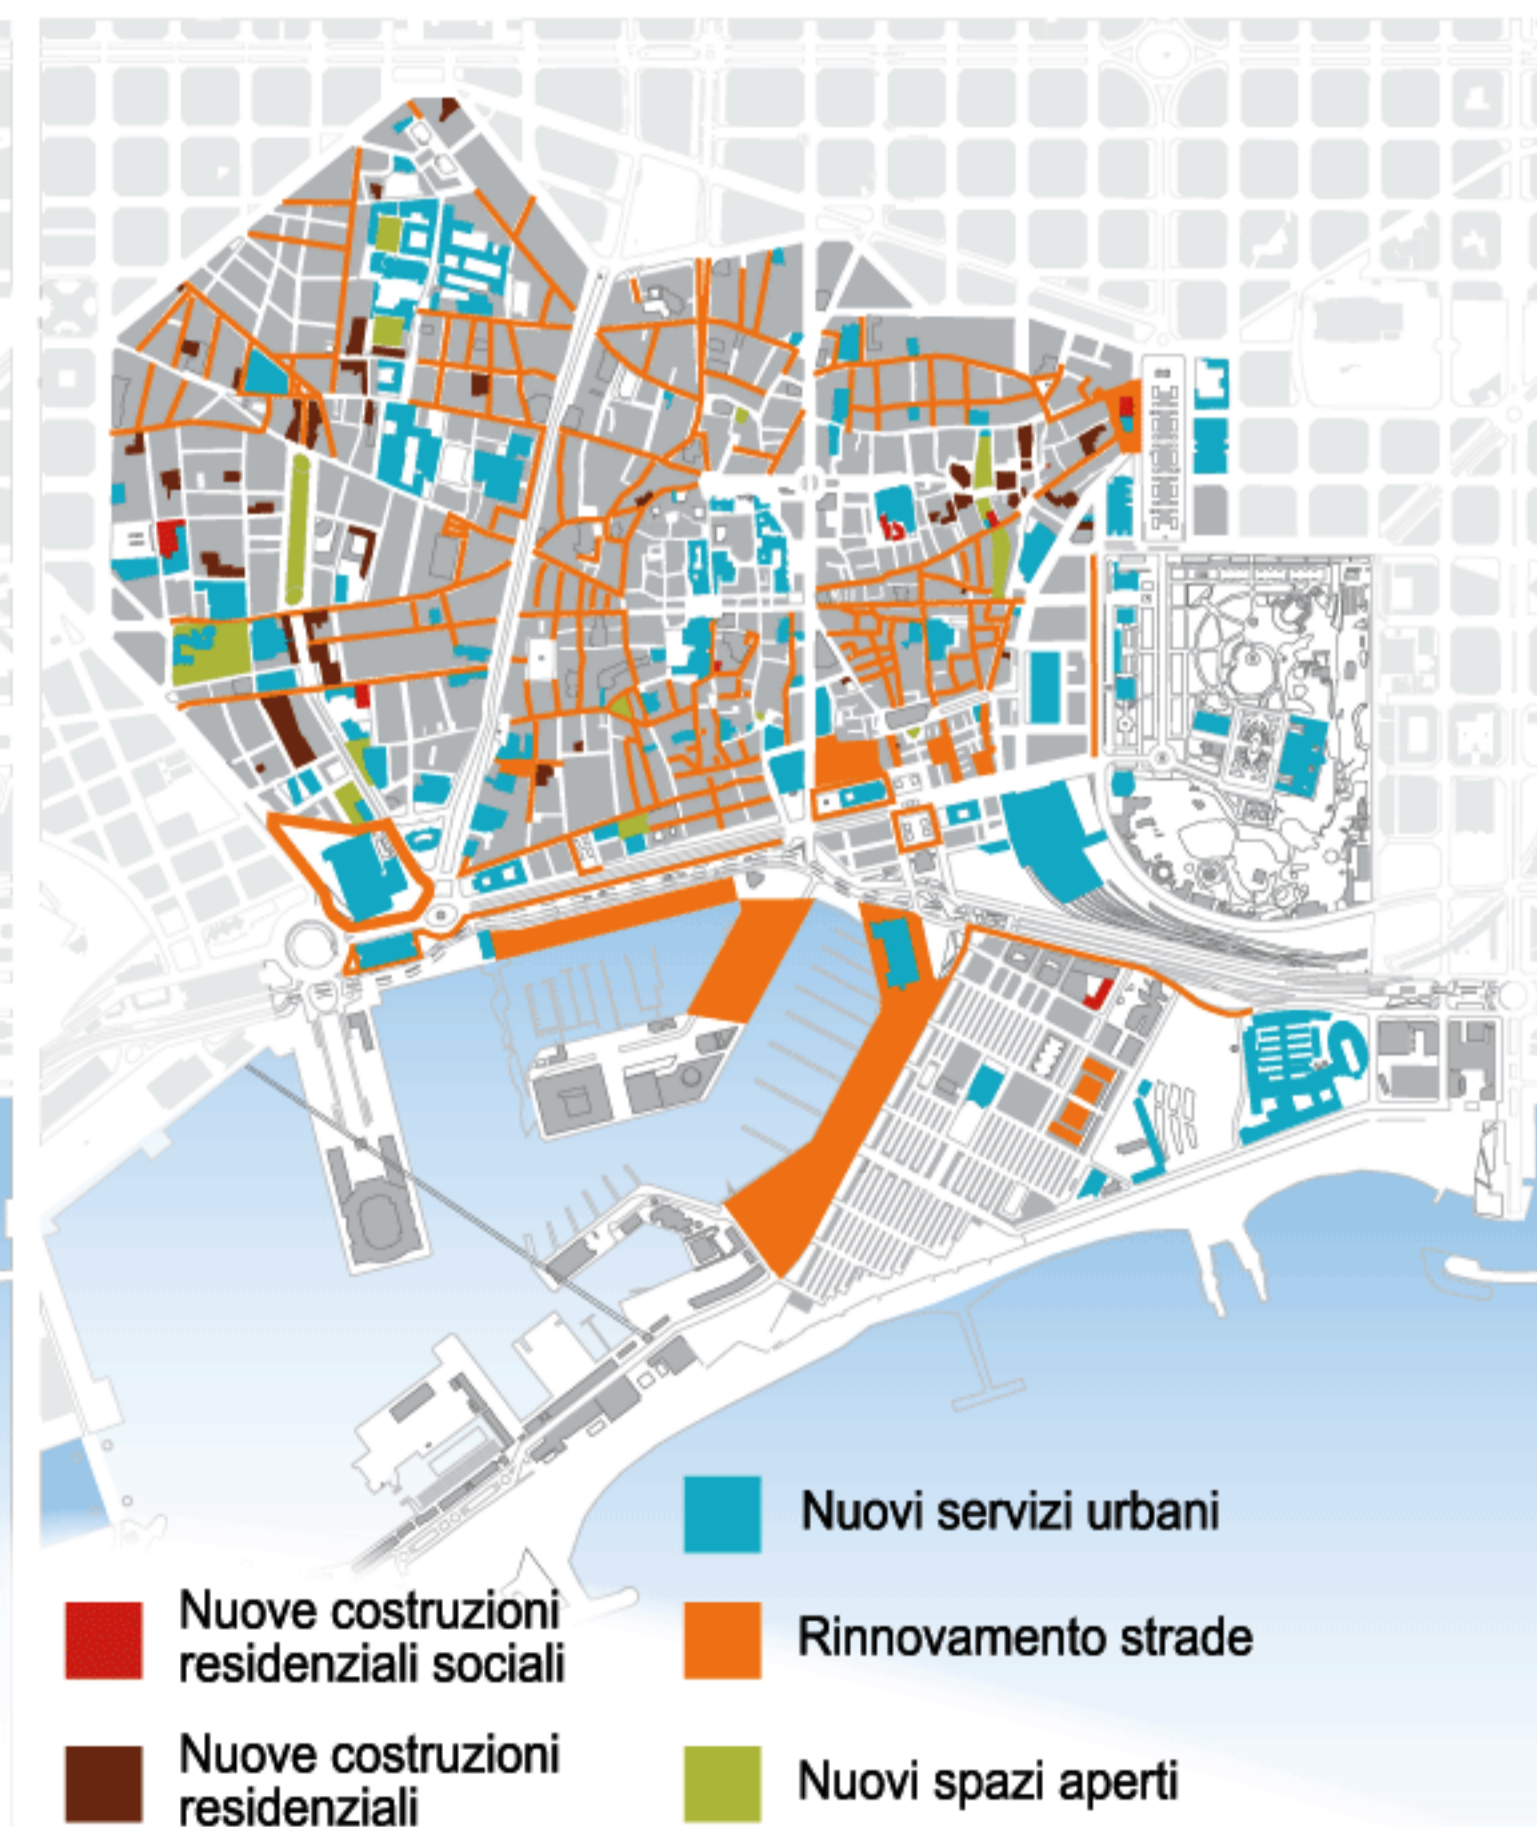 Nuovi servizi urbani
Nuove costruzioni
residenziali sociali
Rinnovamento strade
Nuove costruzioni
residenziali
Nuovi spazi aperti